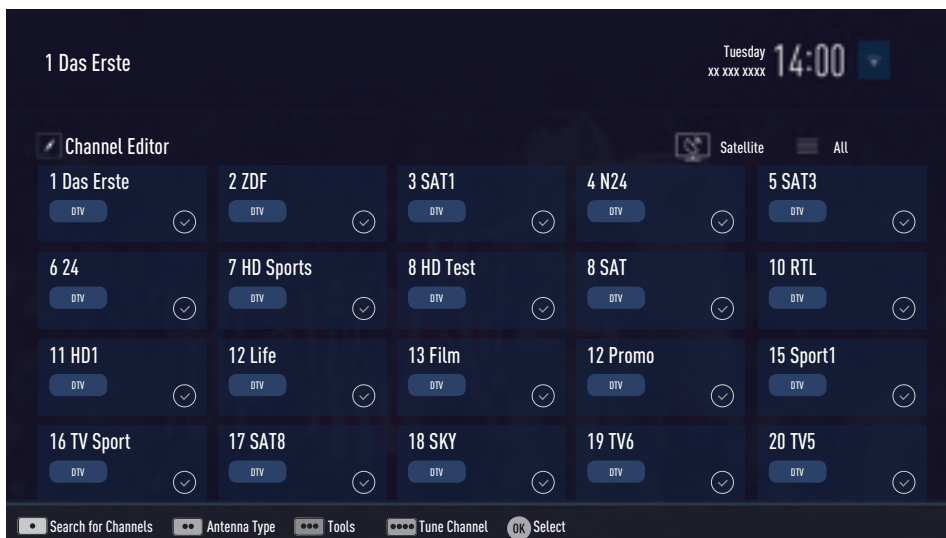 1 Das Erste
Tuesday
xx xxx xxxx
14:00
Channel Editor
Satellite
All
1 Das Erste
DTV
2 ZDF
DTV
3 SAT1
DTV
4 N24
DTV
5 SAT3
DTV
6 24
DTV
7 HD Sports
DTV
8 HD Test
DTV
8 SAT
DTV
10 RTL
DTV
11 HD1
DTV
12 Life
DTV
13 Film
DTV
12 Promo
DTV
15 Sport1
DTV
16 TV Sport
DTV
17 SAT8
DTV
18 SKY
DTV
19 TV6
DTV
20 TV5
DTV
Search for Channels
Antenna Type
Tools
Tune Channel
OK Select